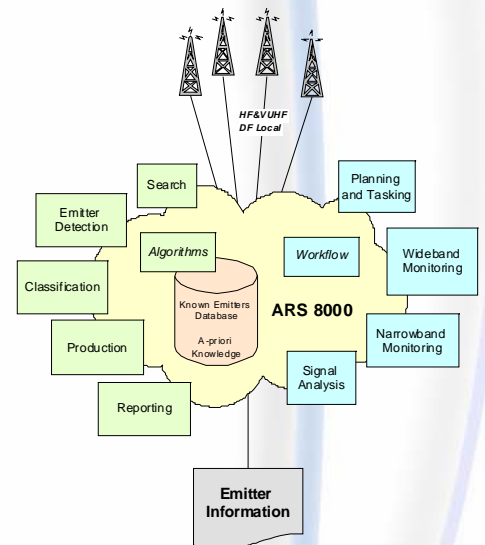 HF&VUHF
DF Local
Search
Planning
and Tasking
Emitter
Detection
Algorithms
Workflow
Wideband
Monitoring
Classification
Known Emitters
Database
A-priori
Knowledge
ARS 8000
Production
Narrowband
Monitoring
Signal
Analysis
Reporting
Emitter
Information